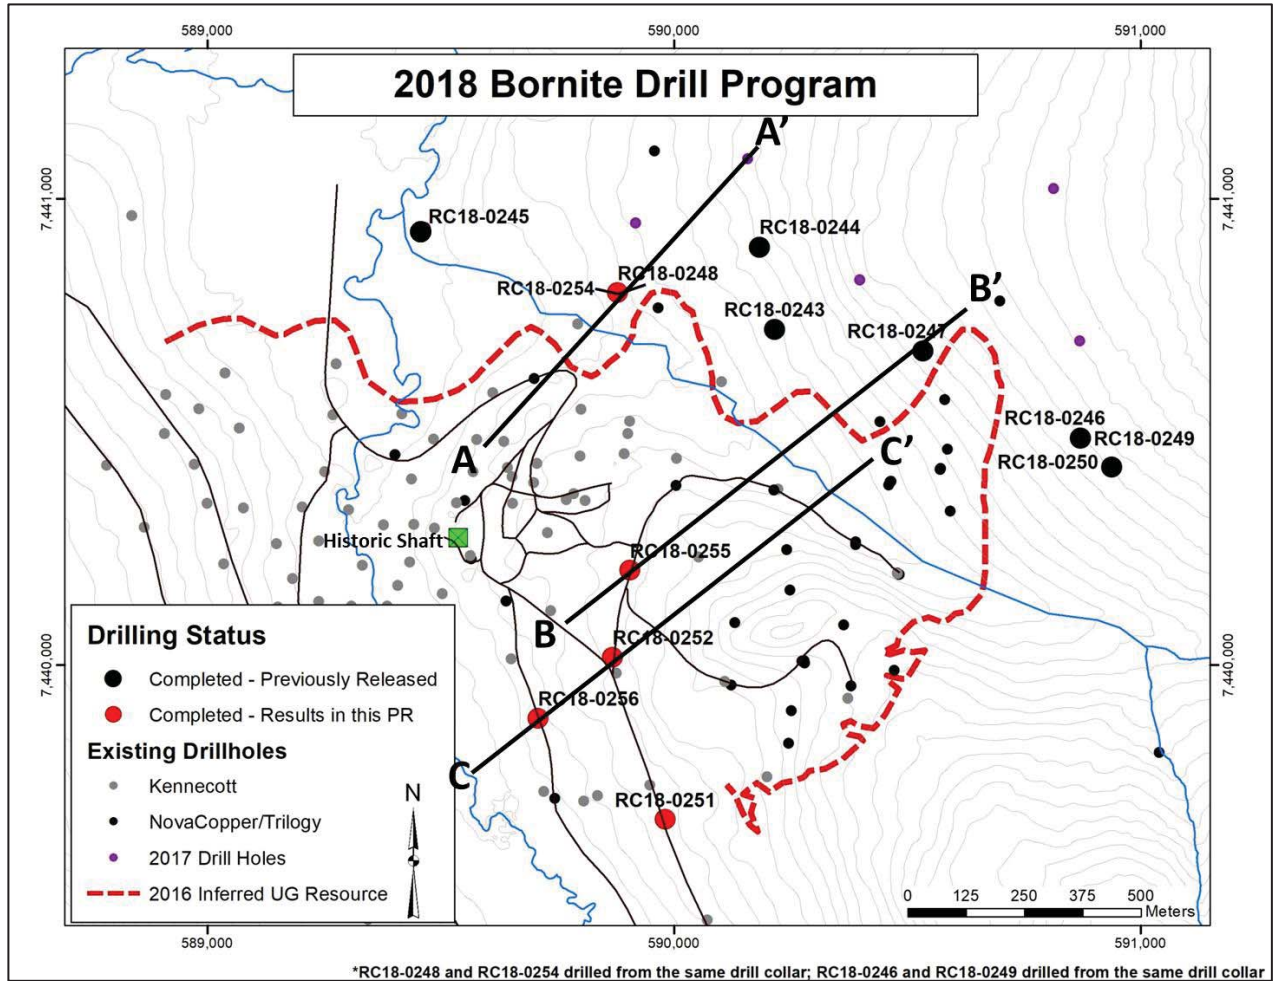 589,000 590,000 591,000
2018 Bornite Drill Program
A'
7,441,000 7,441,000
RC18-0245
RC18-0244
RC18-0248
RC18-0254
B'
RC18-0243
RC18-0247
RC18-0246
RC18-0249
C'
A
RC18-0250
Historic Shaft
RC18-0255
B
RC18-0252
7,440,000 7,440,000
RC18-0256
C
RC18-0251
Drilling Status
Completed - Previously Released
Completed - Results in this PR
Existing Drillholes
Kennecott
NovaCopper/Trilogy
2017 Drill Holes
2016 Inferred UG Resource
N
0 125 250 375 500
Meters
589,000 590,000 591,000
*RC18-0248 and RC18-0254 drilled from the same drill collar; RC18-0246 and RC18-0249 drilled from the same drill collar